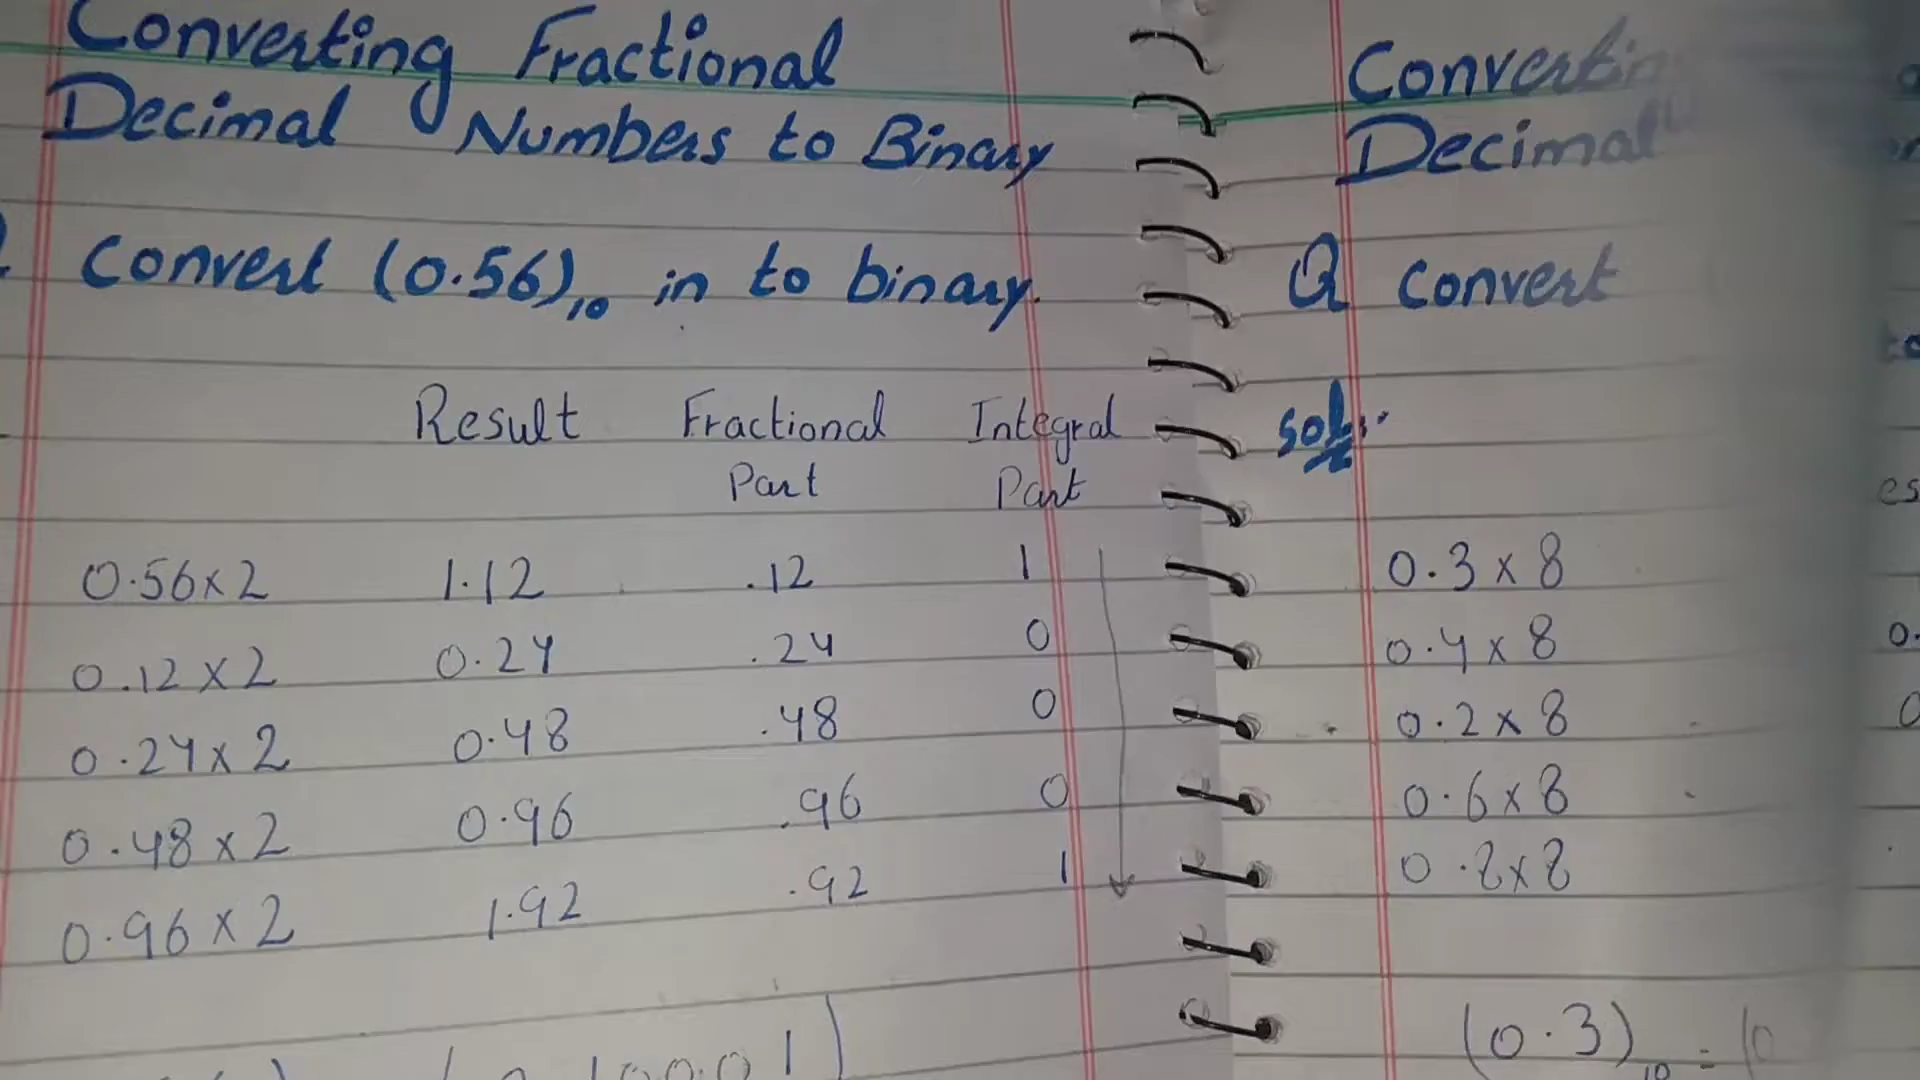 Converting Fractional
Decimal Numbers to Binary
Convert (0.56)10 in to binary.
Result Fractional Integral
Part Part
0.56x2 1.12 .12 1
0.12x2 0.24 .24 0
0.24x2 0.48 .48 0
0.48x2 0.96 .96 0
0.96x2 1.92 .92 1
Decimal
Q convert
sol:
0.3x8
0.4x8
0.2x8
0.6x8
0.8x8
(0.3)10 = (0